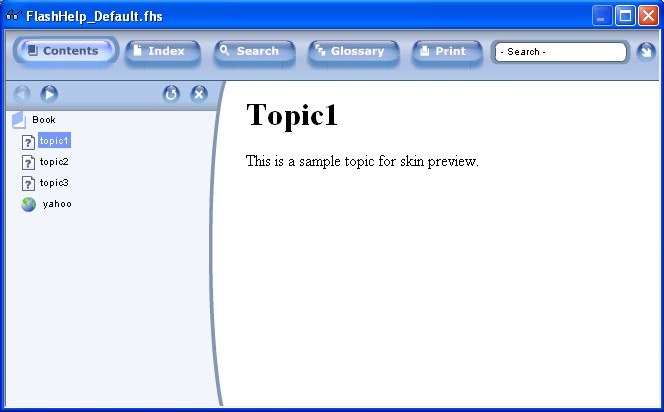 FlashHelp_Default.fhs
Contents Index Search Glossary Print - Search -
Book
topic1
topic2
topic3
yahoo
Topic1
This is a sample topic for skin preview.